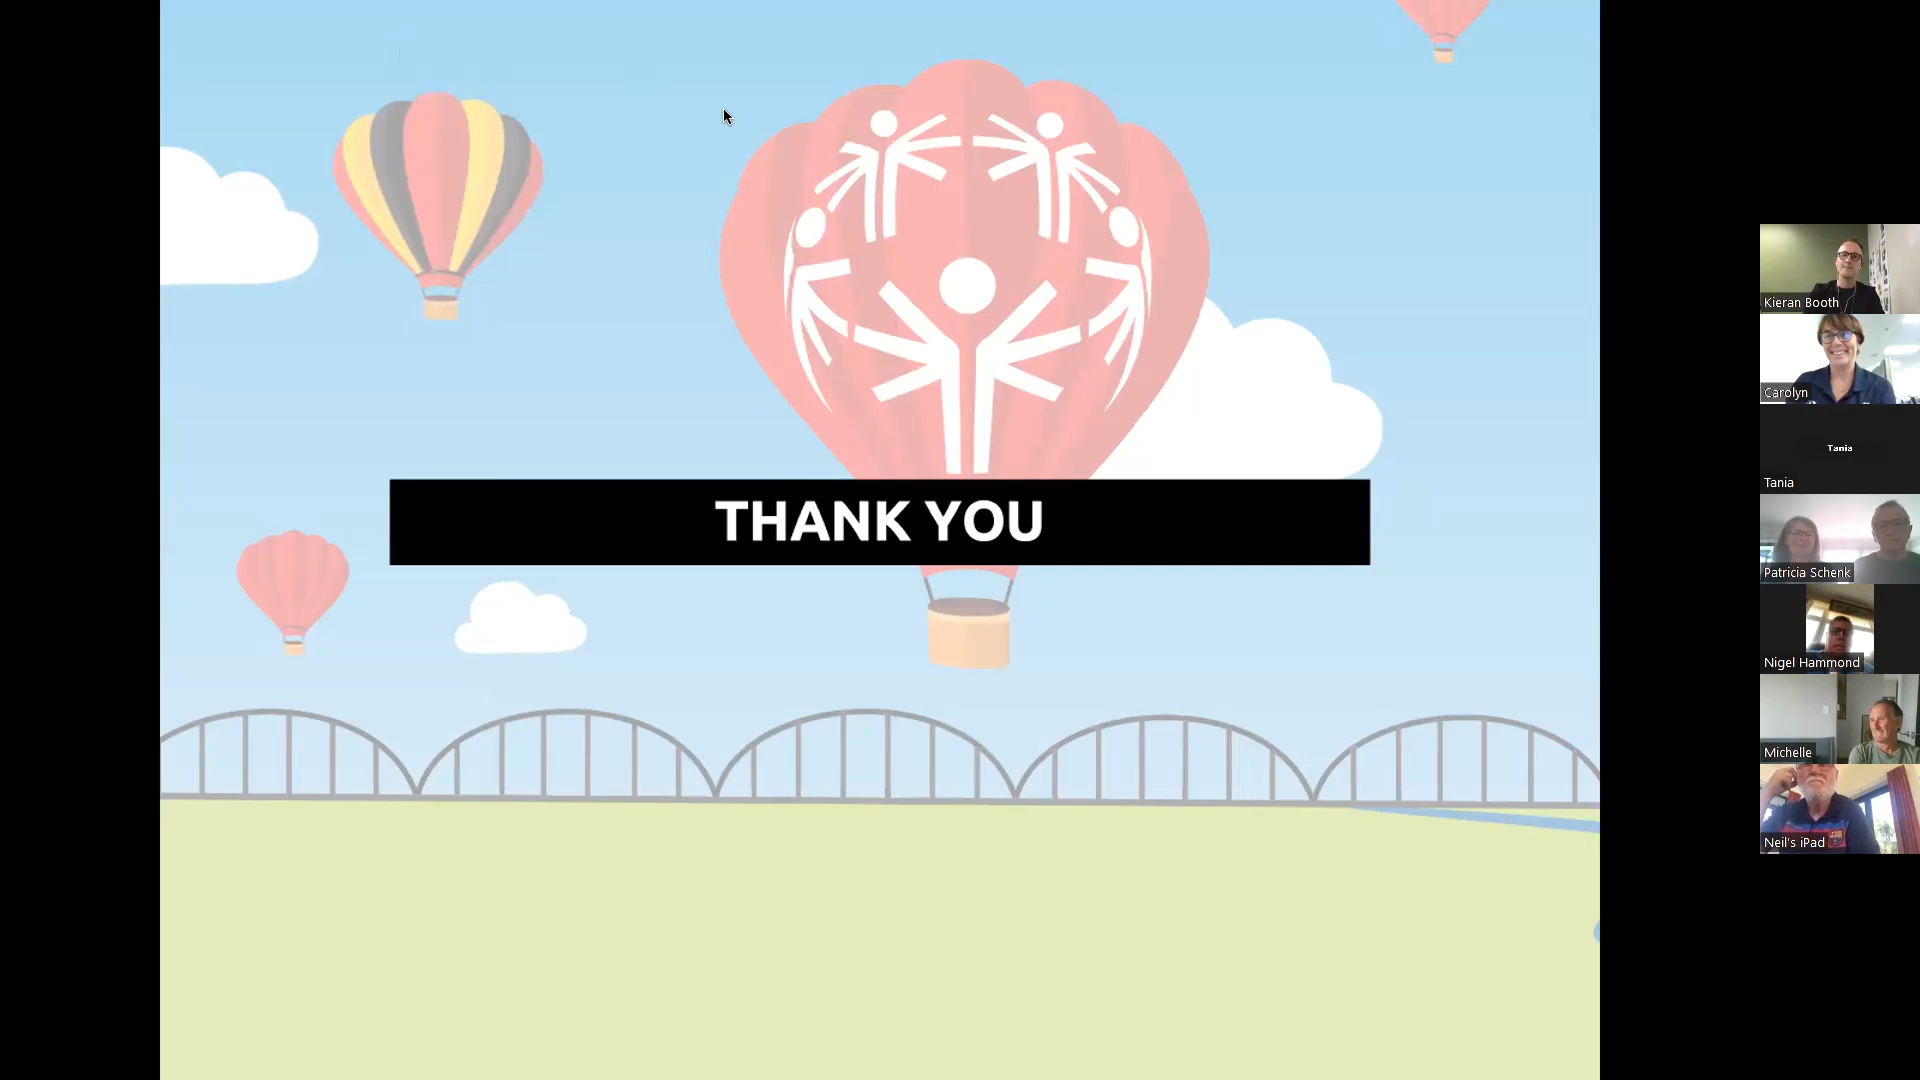 THANK YOU
Kieran Booth
Carolyn
Tania
Tania
Patricia Schenk
Nigel Hammond
Michelle
Neil's iPad